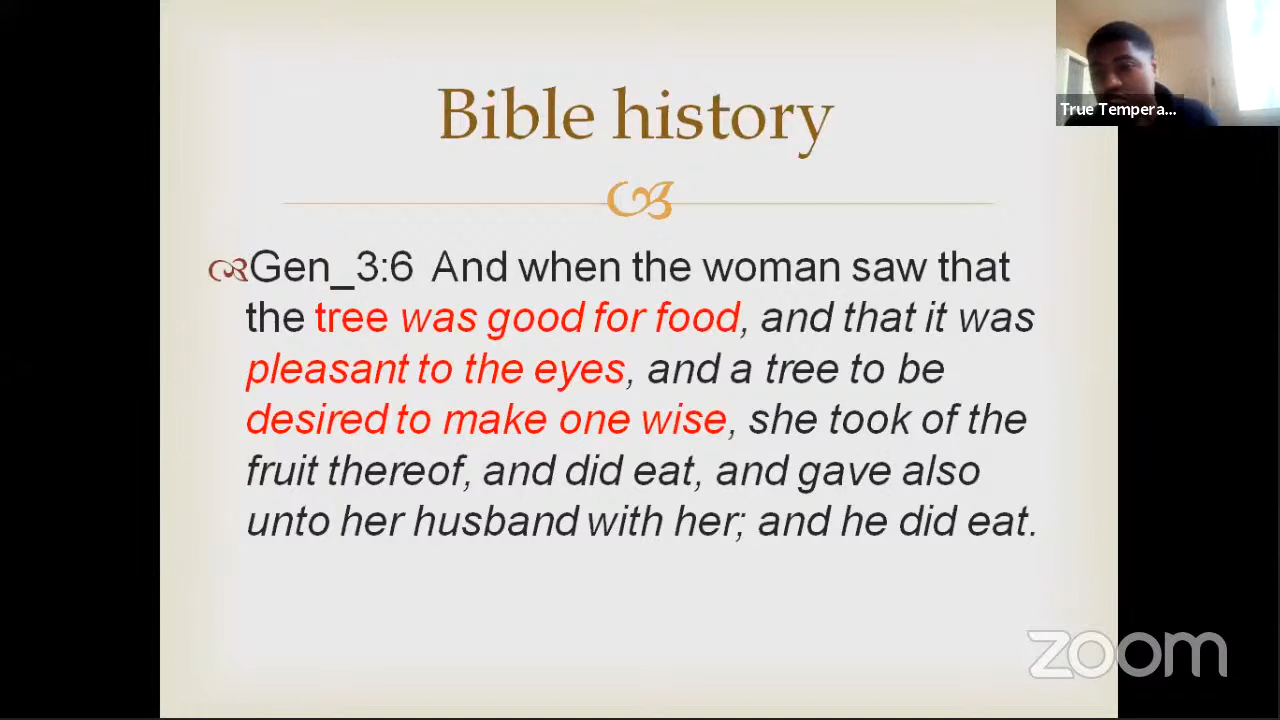 Bible history
True Tempera...
Gen_3:6 And when the woman saw that
the tree was good for food, and that it was
pleasant to the eyes, and a tree to be
desired to make one wise, she took of the
fruit thereof, and did eat, and gave also
unto her husband with her; and he did eat.
zoom